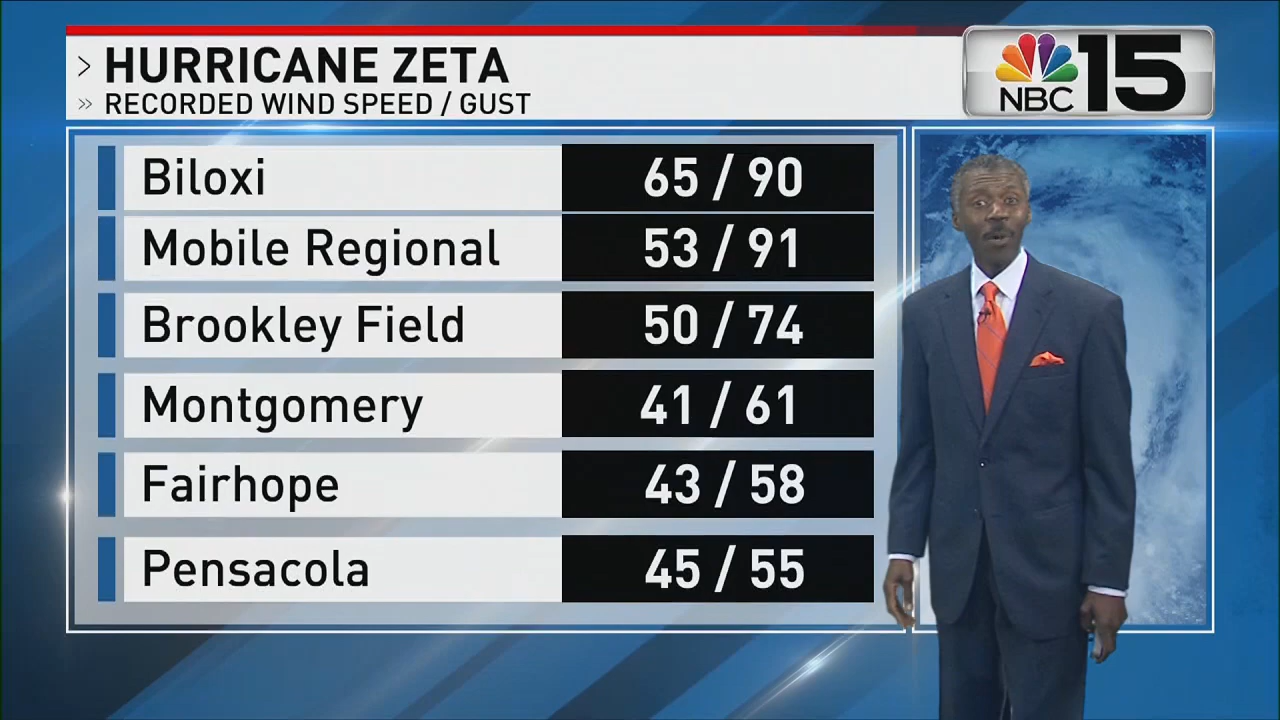 > HURRICANE ZETA
» RECORDED WIND SPEED / GUST
NBC 15
Biloxi 65 / 90
Mobile Regional 53 / 91
Brookley Field 50 / 74
Montgomery 41 / 61
Fairhope 43 / 58
Pensacola 45 / 55